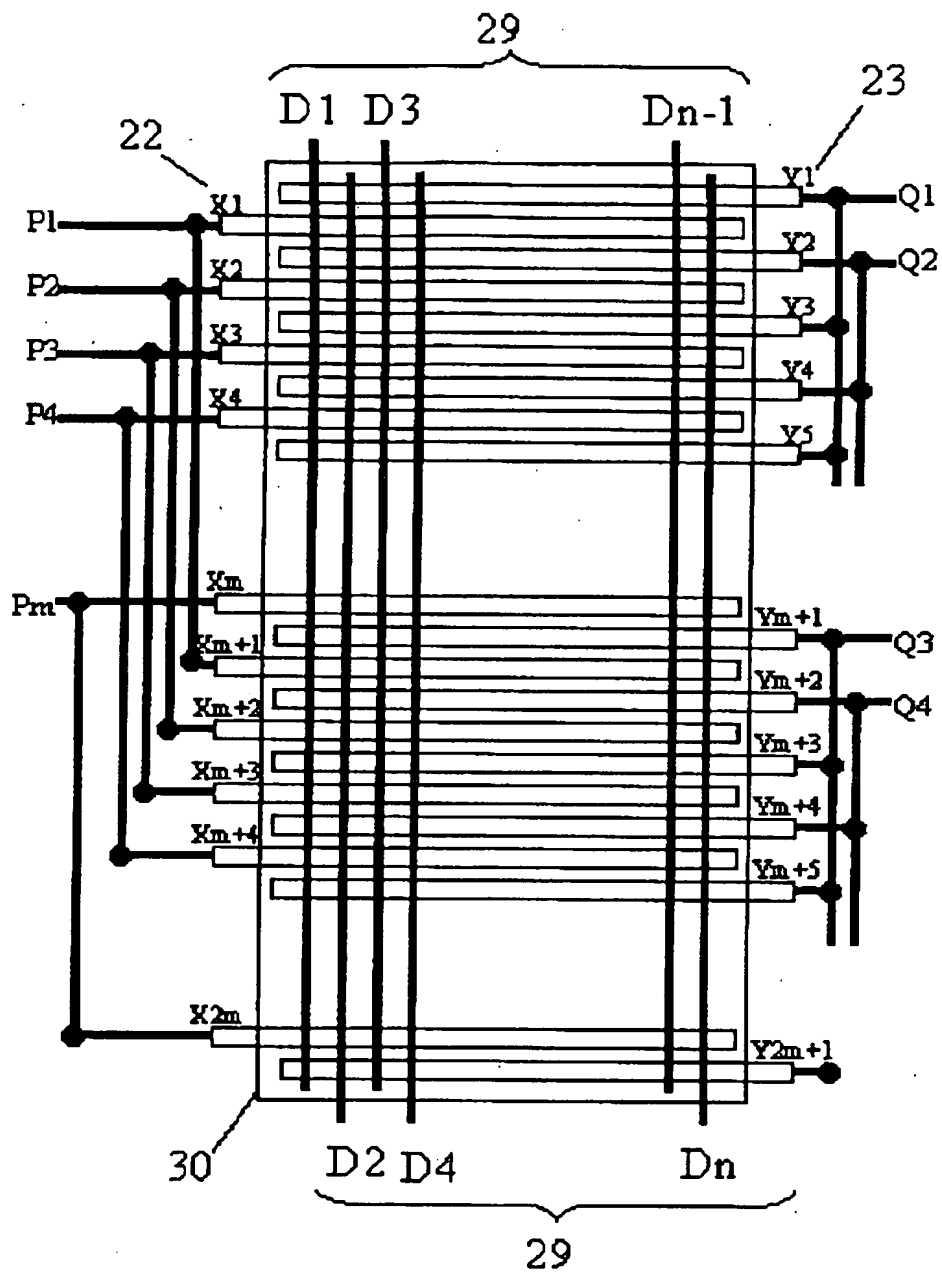 29
D1 D3 Dn-1
23
22
Y1
Q1
X1
P1
Y2
Q2
X2
P2
Y3
X3
P3
Y4
X4
P4
Y5
Xm
Pm
Ym+1
Q3
Xm+1
Ym+2
Q4
Xm+2
Ym+3
Xm+3
Ym+4
Xm+4
Ym+5
X2m
Y2m+1
30
D2 D4 Dn
29